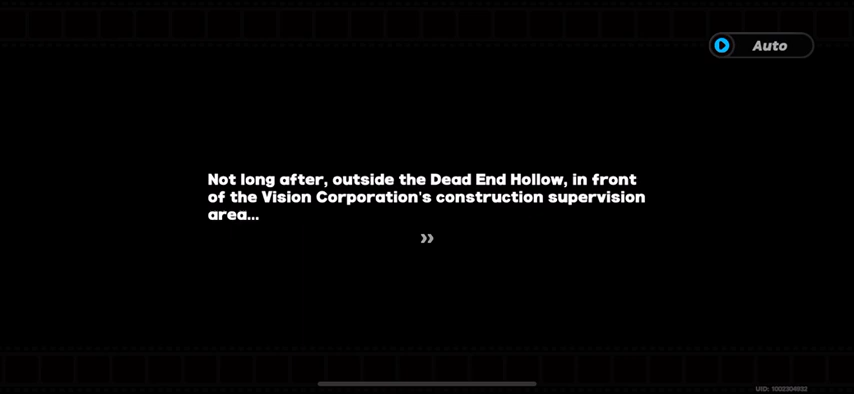 Auto
Not long after, outside the Dead End Hollow, in front
of the Vision Corporation's construction supervision
area...
UID: 1002304932